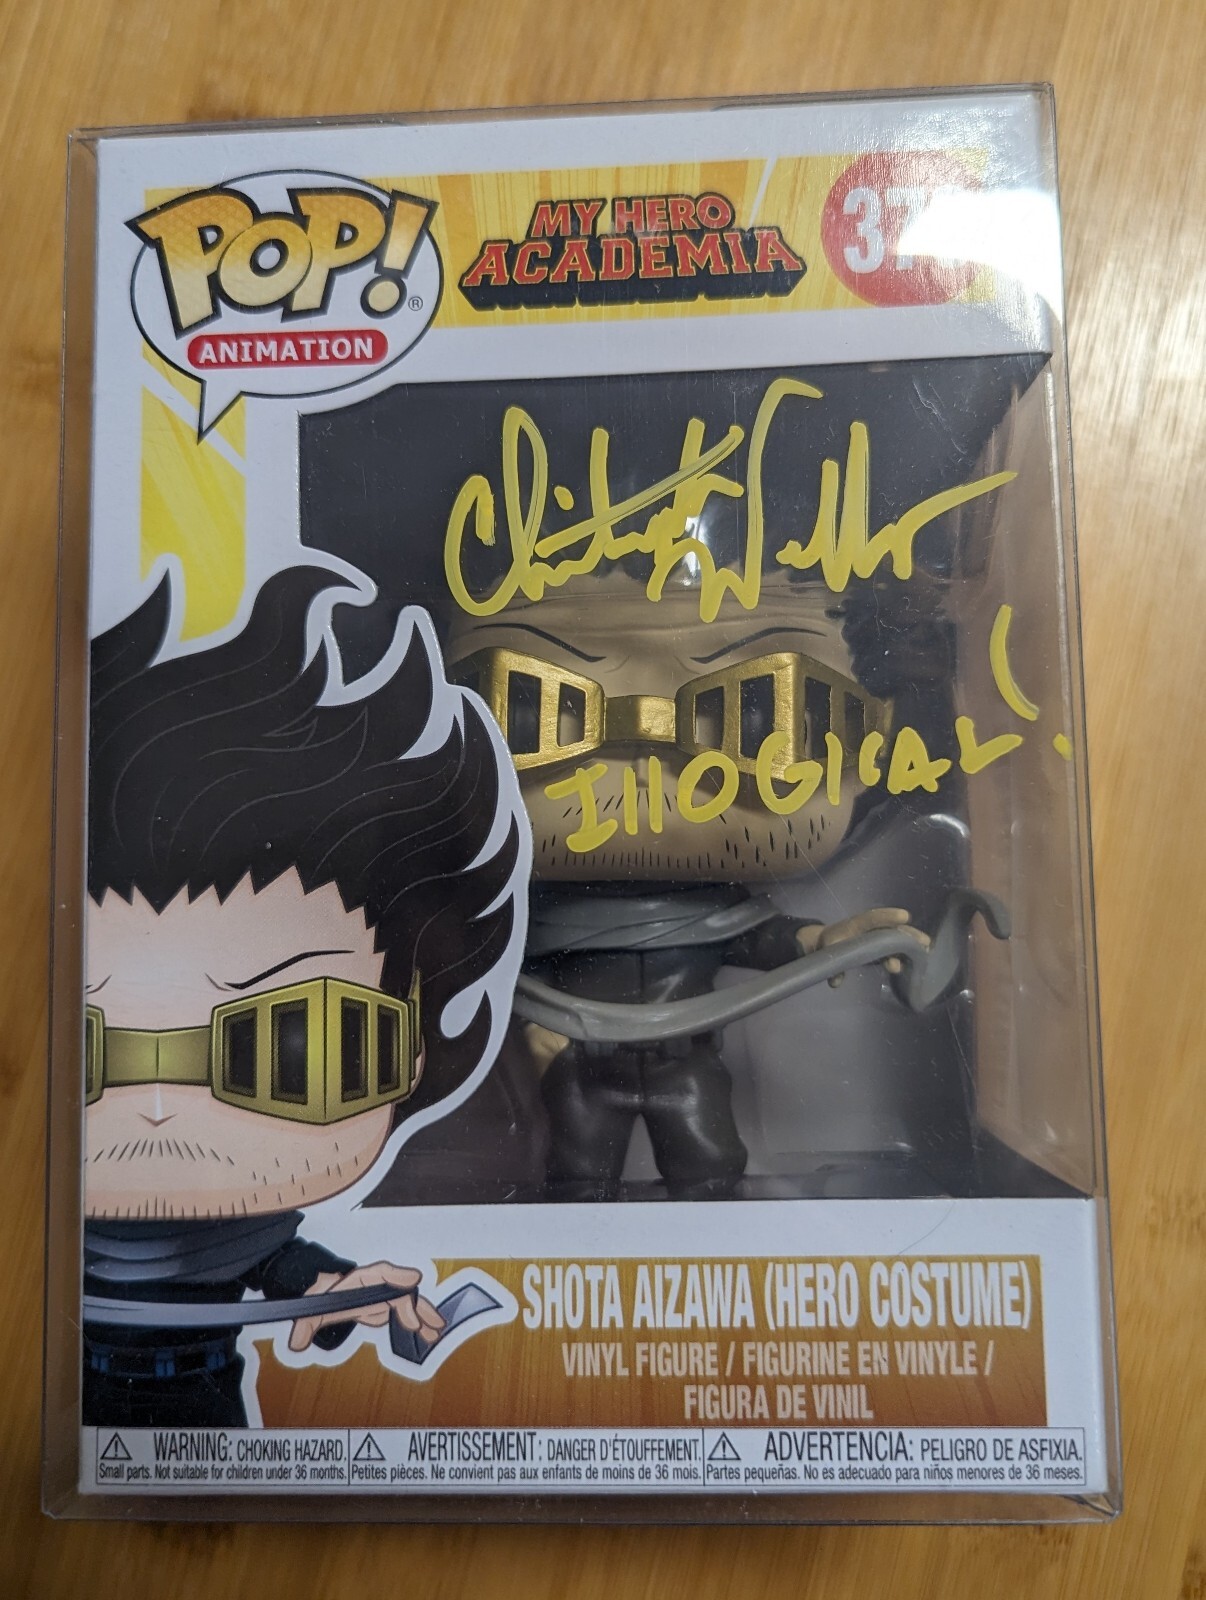 POP!®
ANIMATION
MY HERO
ACADEMIA
Christopher Wehkamp
ILLOGICAL!
SHOTA AIZAWA (HERO COSTUME)
VINYL FIGURE / FIGURINE EN VINYLE /
FIGURA DE VINIL
WARNING: CHOKING HAZARD.
Small parts. Not suitable for children under 36 months.
AVERTISSEMENT: DANGER D'ÉTOUFFEMENT.
Petites pièces. Ne convient pas aux enfants de moins de 36 mois.
ADVERTENCIA: PELIGRO DE ASFIXIA.
Partes pequeñas. No es adecuado para niños menores de 36 meses.